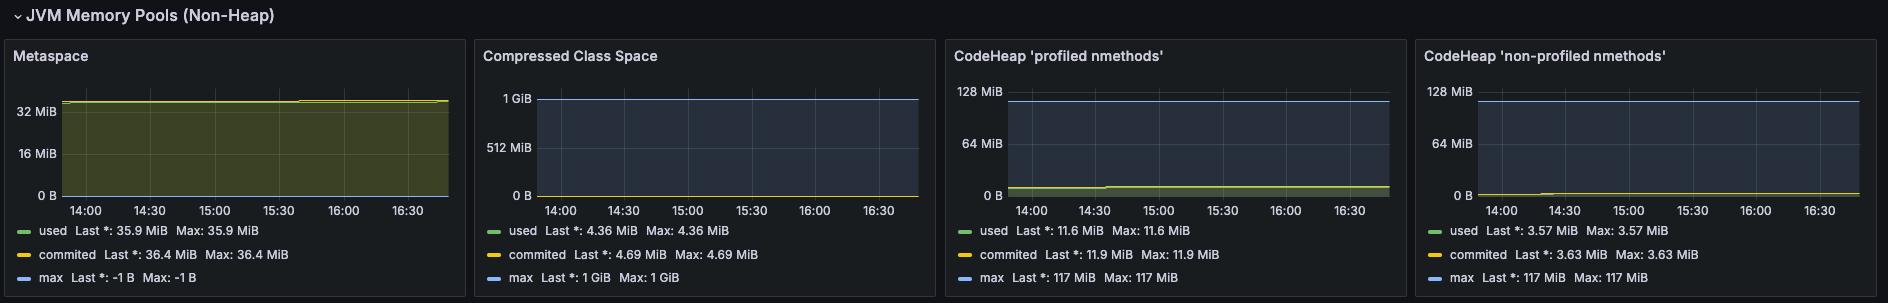 JVM Memory Pools (Non-Heap)
Metaspace
32 MiB
16 MiB
0 B
14:00 14:30 15:00 15:30 16:00 16:30
used Last *: 35.9 MiB Max: 35.9 MiB
commited Last *: 36.4 MiB Max: 36.4 MiB
max Last *: -1 B Max: -1 B
Compressed Class Space
1 GiB
512 MiB
0 B
14:00 14:30 15:00 15:30 16:00 16:30
used Last *: 4.36 MiB Max: 4.36 MiB
commited Last *: 4.69 MiB Max: 4.69 MiB
max Last *: 1 GiB Max: 1 GiB
CodeHeap 'profiled nmethods'
128 MiB
64 MiB
0 B
14:00 14:30 15:00 15:30 16:00 16:30
used Last *: 11.6 MiB Max: 11.6 MiB
commited Last *: 11.9 MiB Max: 11.9 MiB
max Last *: 117 MiB Max: 117 MiB
CodeHeap 'non-profiled nmethods'
128 MiB
64 MiB
0 B
14:00 14:30 15:00 15:30 16:00 16:30
used Last *: 3.57 MiB Max: 3.57 MiB
commited Last *: 3.63 MiB Max: 3.63 MiB
max Last *: 117 MiB Max: 117 MiB